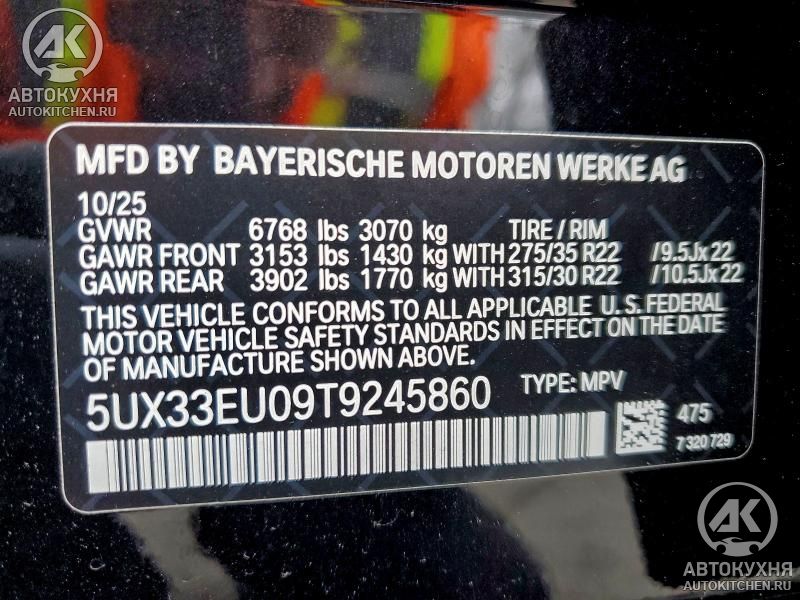 АК
АВТОКУХНЯ
AUTOKITCHEN.RU
MFD BY BAYERISCHE MOTOREN WERKE AG
10/25
GVWR 6768 lbs 3070 kg TIRE / RIM
GAWR FRONT 3153 lbs 1430 kg WITH 275/35 R22 /9.5Jx22
GAWR REAR 3902 lbs 1770 kg WITH 315/30 R22 /10.5Jx22
THIS VEHICLE CONFORMS TO ALL APPLICABLE U.S. FEDERAL
MOTOR VEHICLE SAFETY STANDARDS IN EFFECT ON THE DATE
OF MANUFACTURE SHOWN ABOVE.
5UX33EU09T9245860 TYPE: MPV
475
7 320 729
АК
АВТОКУХНЯ
AUTOKITCHEN.RU